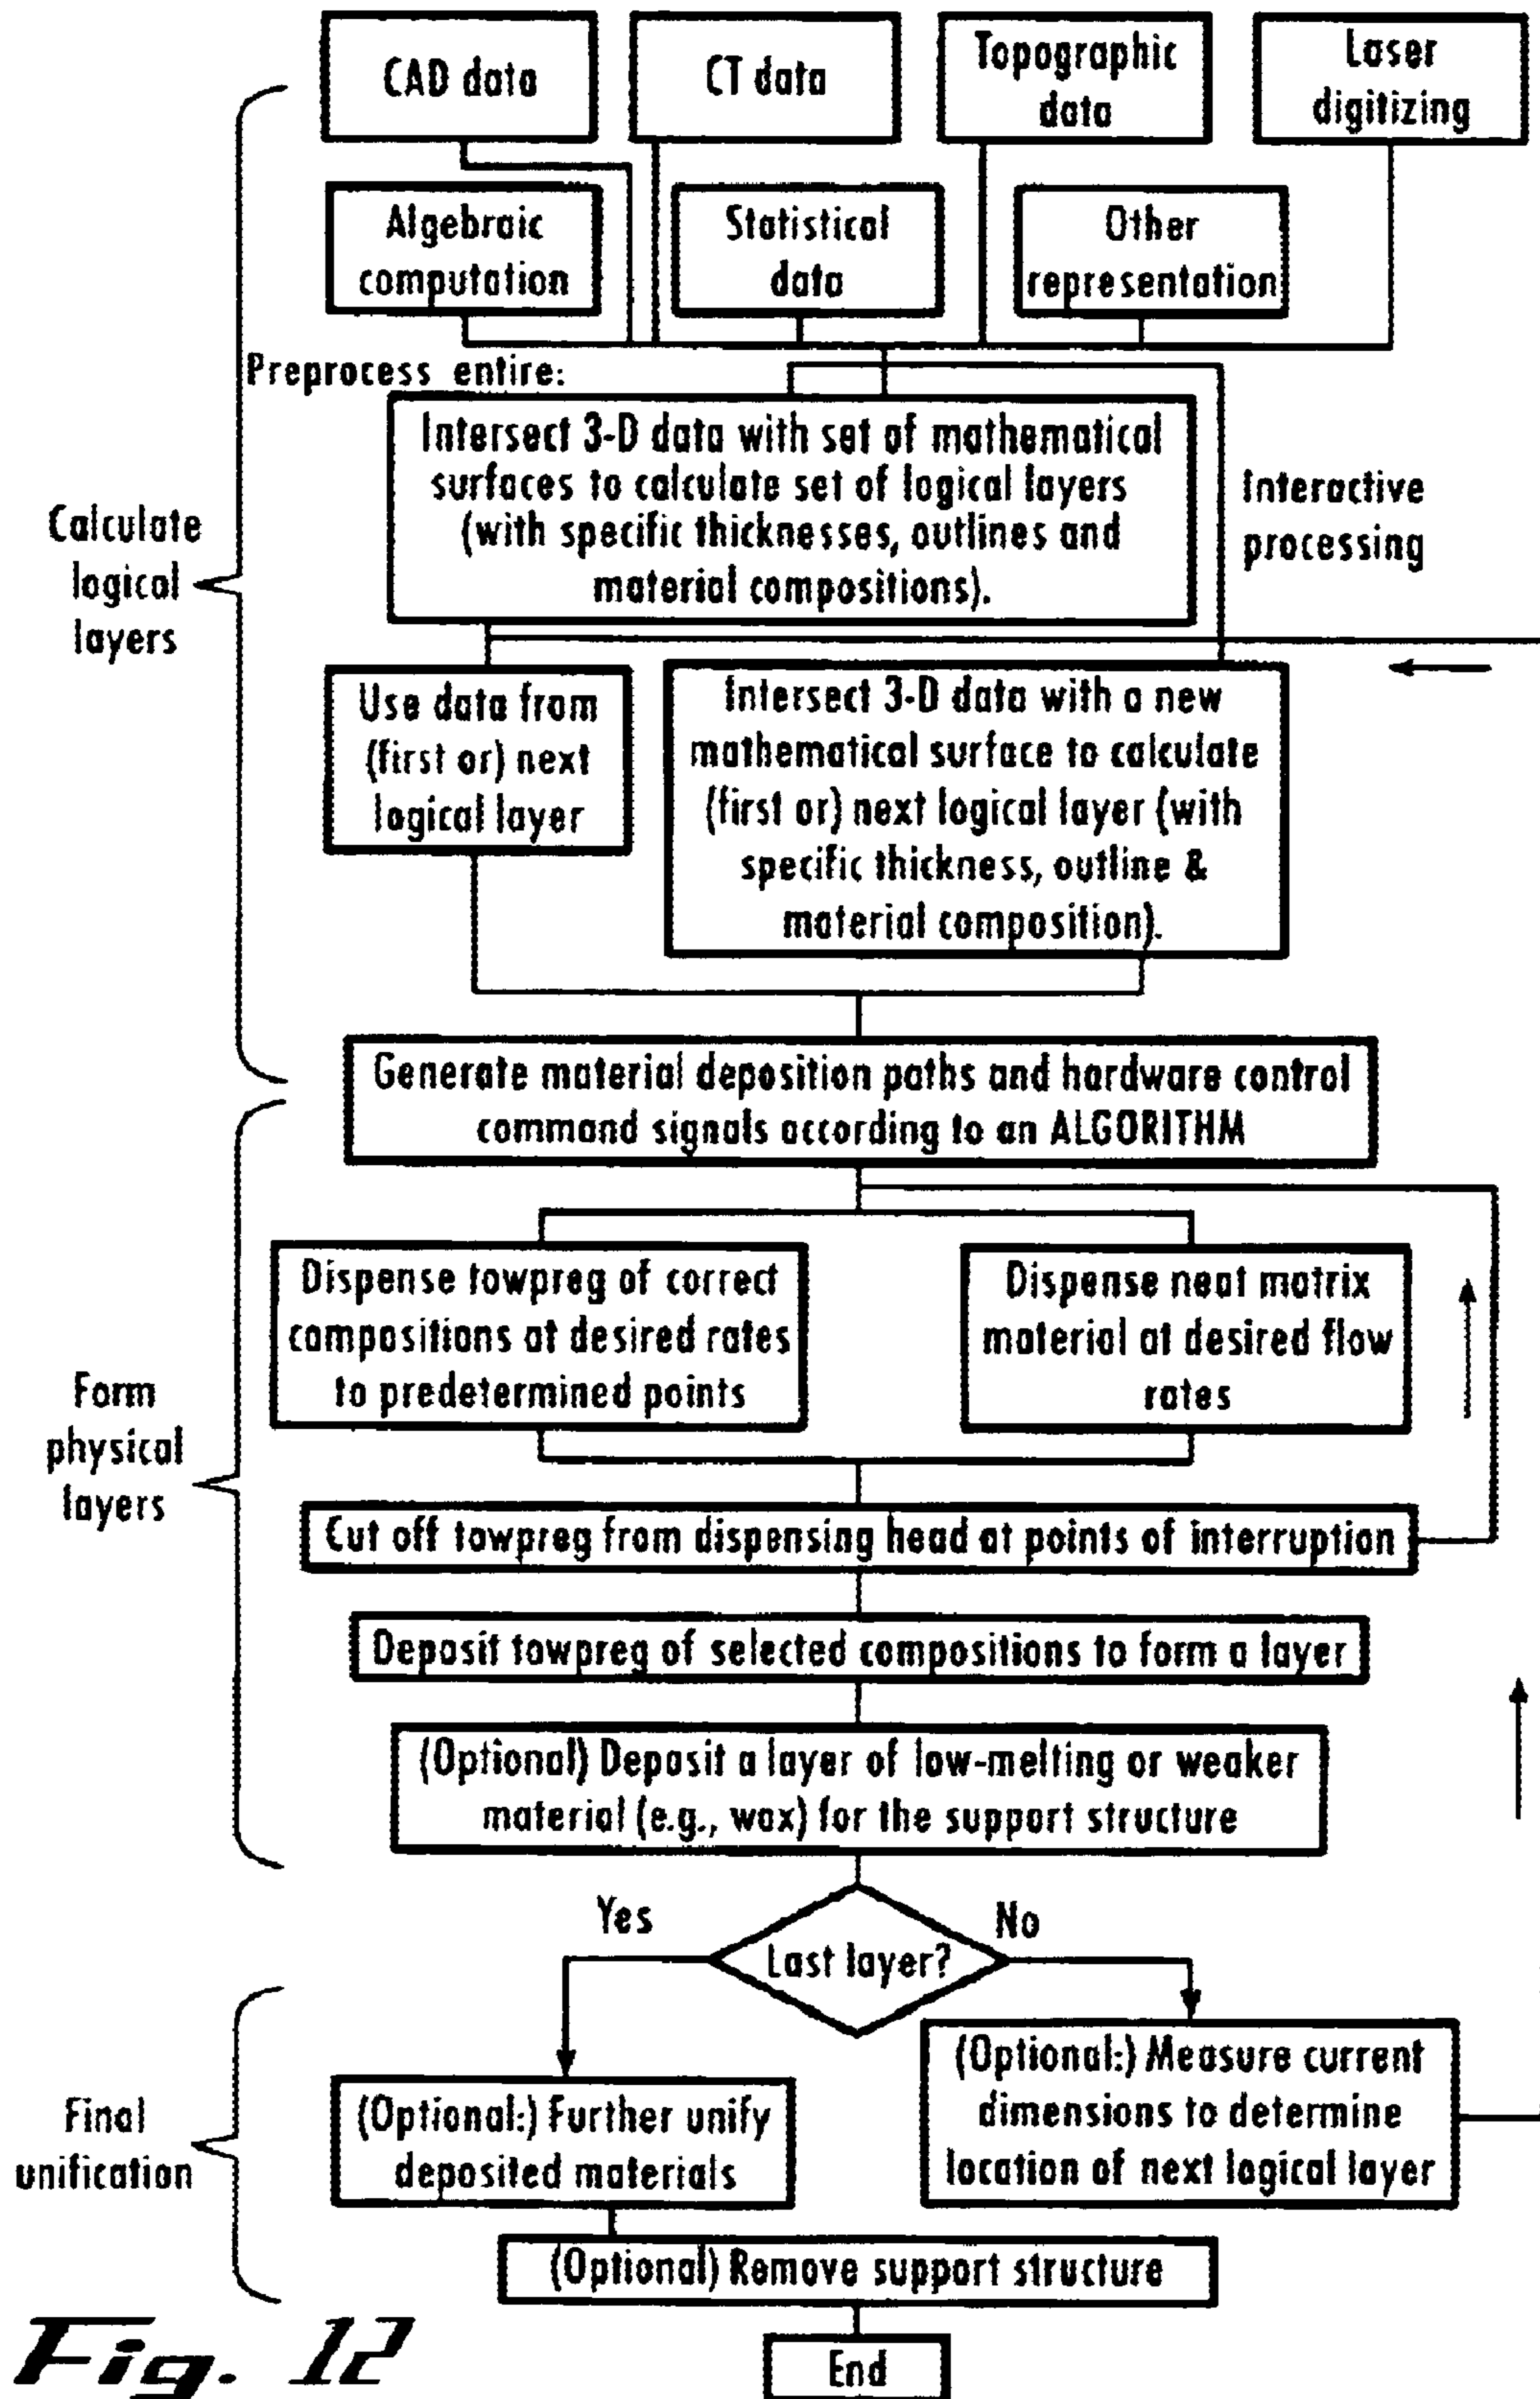 CAD data
CT data
Topographic
data
Laser
digitizing
Algebraic
computation
Statistical
data
Other
representation
Preprocess entire:
Intersect 3-D data with set of mathematical
surfaces to calculate set of logical layers
(with specific thicknesses, outlines and
material compositions).
Interactive
processing
Calculate
logical
layers
Use data from
(first or) next
logical layer
Intersect 3-D data with a new
mathematical surface to calculate
(first or) next logical layer (with
specific thickness, outline &
material composition).
Generate material deposition paths and hardware control
command signals according to an ALGORITHM
Dispense towpreg of correct
compositions at desired rates
to predetermined points
Dispense neat matrix
material at desired flow
rates
Form
physical
layers
Cut off towpreg from dispensing head at points of interruption
Deposit towpreg of selected compositions to form a layer
(Optional) Deposit a layer of low-melting or weaker
material (e.g., wax) for the support structure
Yes
No
Last layer?
Final
unification
(Optional:) Further unify
deposited materials
(Optional:) Measure current
dimensions to determine
location of next logical layer
(Optional) Remove support structure
End
Fig. 12